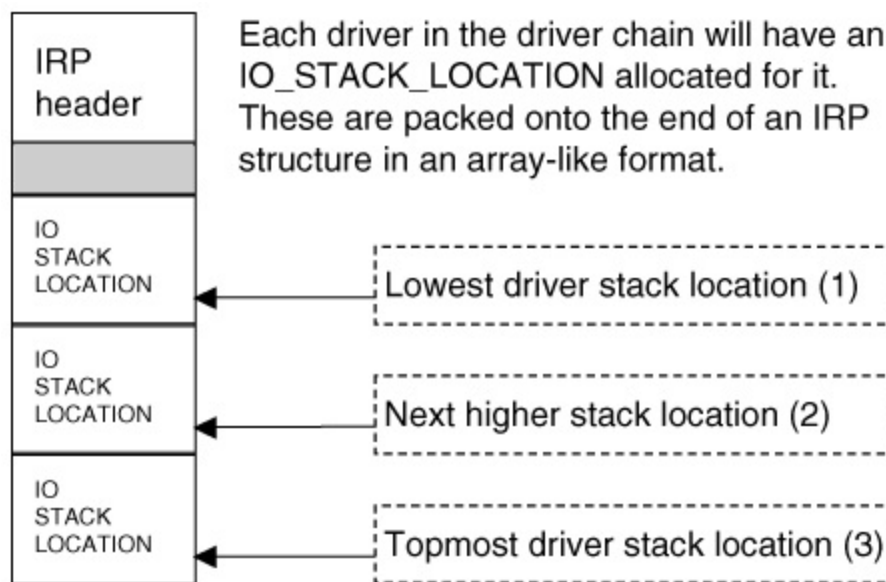 IRP
header
Each driver in the driver chain will have an
IO_STACK_LOCATION allocated for it.
These are packed onto the end of an IRP
structure in an array-like format.
IO
STACK
LOCATION
Lowest driver stack location (1)
IO
STACK
LOCATION
Next higher stack location (2)
IO
STACK
LOCATION
Topmost driver stack location (3)